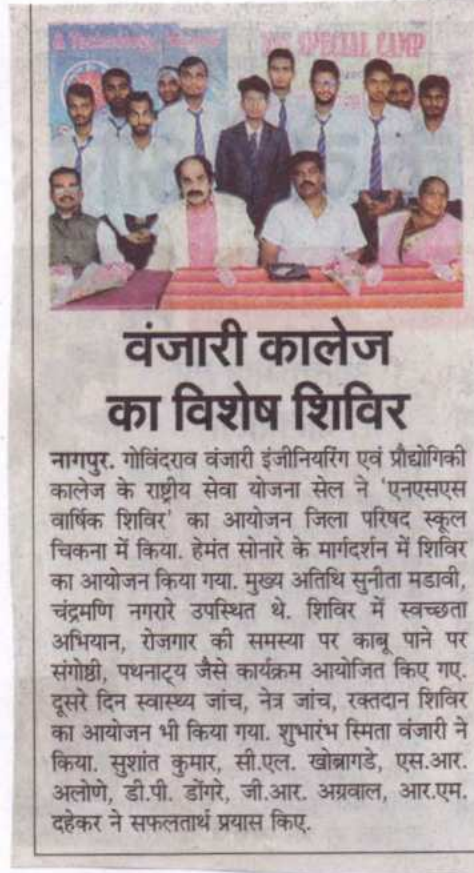 & Technology,
NSS SPECIAL CAMP
वंजारी कालेज
का विशेष शिविर
नागपुर. गोविंदराव वंजारी इंजीनियरिंग एवं प्रौद्योगिकी
कालेज के राष्ट्रीय सेवा योजना सेल ने 'एनएसएस
वार्षिक शिविर' का आयोजन जिला परिषद स्कूल
चिकना में किया. हेमंत सोनारे के मार्गदर्शन में शिविर
का आयोजन किया गया. मुख्य अतिथि सुनीता मडावी,
चंद्रमणि नगरारे उपस्थित थे. शिविर में स्वच्छता
अभियान, रोजगार की समस्या पर काबू पाने पर
संगोष्ठी, पथनाट्य जैसे कार्यक्रम आयोजित किए गए.
दूसरे दिन स्वास्थ्य जांच, नेत्र जांच, रक्तदान शिविर
का आयोजन भी किया गया. शुभारंभ स्मिता वंजारी ने
किया. सुशांत कुमार, सी.एल. खोब्रागडे, एस.आर.
अलोणे, डी.पी. डोंगरे, जी.आर. अग्रवाल, आर.एम.
दहेकर ने सफलतार्थ प्रयास किए.